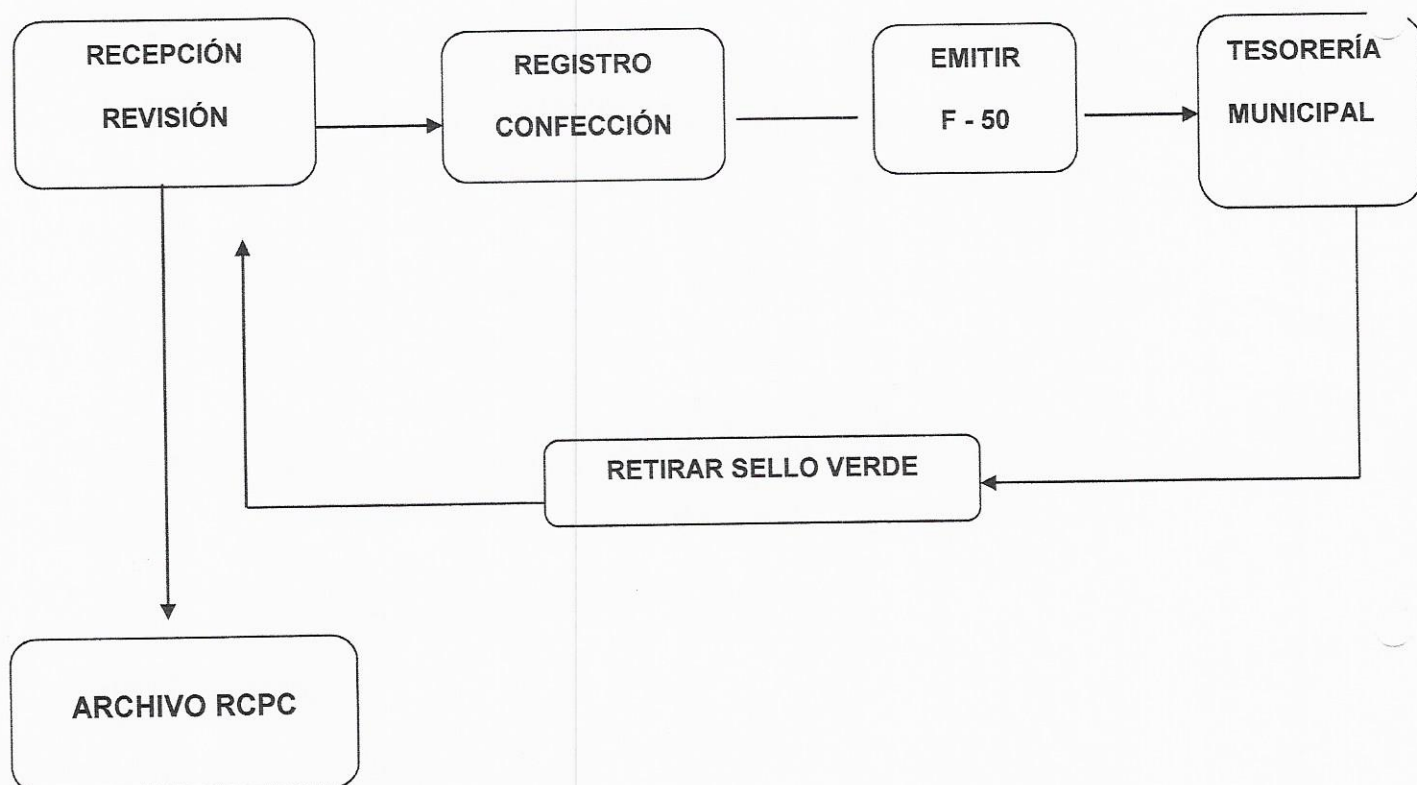 RECEPCIÓN
REVISIÓN
REGISTRO
CONFECCIÓN
EMITIR
F - 50
TESORERÍA
MUNICIPAL
RETIRAR SELLO VERDE
ARCHIVO RCPC